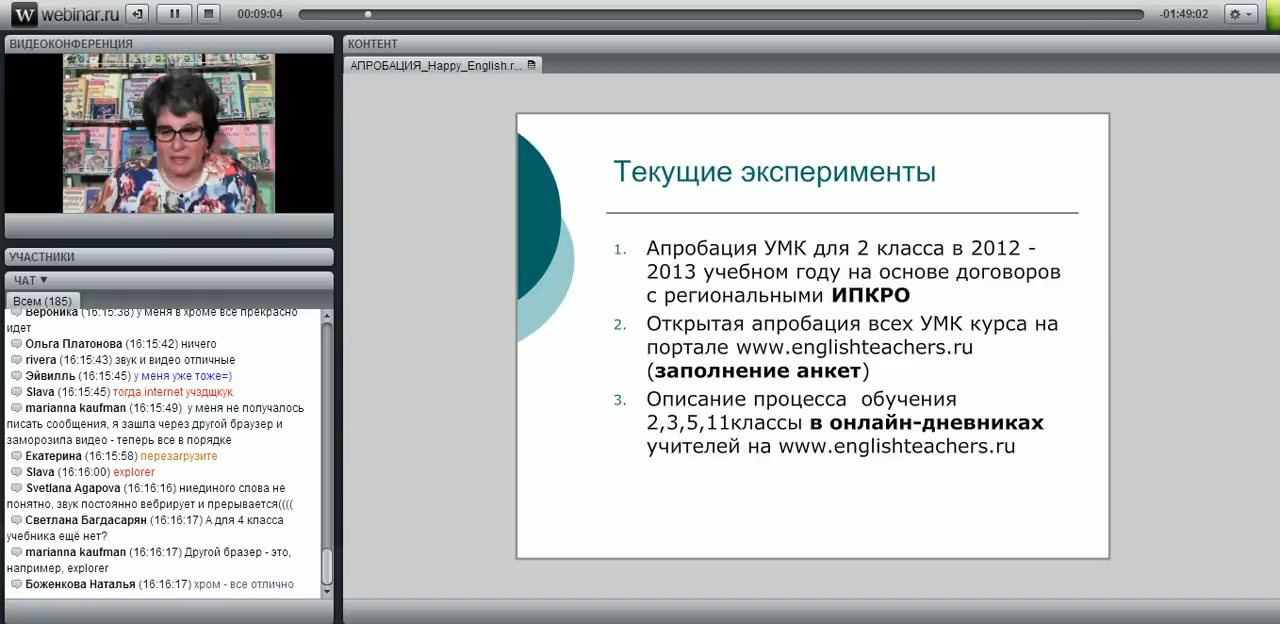 webinar.ru
00:09:04
-01:49:02
ВИДЕОКОНФЕРЕНЦИЯ
УЧАСТНИКИ
ЧАТ ▼
Всем (185)
Вероника (16:15:38) у меня в хроме все прекрасно
идет
Ольга Платонова (16:15:42) ничего
rivera (16:15:43) звук и видео отличные
Эйвилль (16:15:45) у меня уже тоже=)
Slava (16:15:45) тогда internet учздщкук
marianna kaufman (16:15:49) у меня не получалось
писать сообщения, я зашла через другой браузер и
заморозила видео - теперь все в порядке
Екатерина (16:15:58) перезагрузите
Slava (16:16:00) explorer
Svetlana Agapova (16:16:16) ниединого слова не
понятно, звук постоянно вебрирует и прерывается((((
Светлана Багдасарян (16:16:17) А для 4 класса
учебника ещё нет?
marianna kaufman (16:16:17) Другой бразер - это,
например, explorer
Боженкова Наталья (16:16:17) хром - все отлично
КОНТЕНТ
АПРОБАЦИЯ_Happy_English.r...
Текущие эксперименты
1. Апробация УМК для 2 класса в 2012 -
2013 учебном году на основе договоров
с региональными ИПКРО
2. Открытая апробация всех УМК курса на
портале www.englishteachers.ru
(заполнение анкет)
3. Описание процесса обучения
2,3,5,11классы в онлайн-дневниках
учителей на www.englishteachers.ru